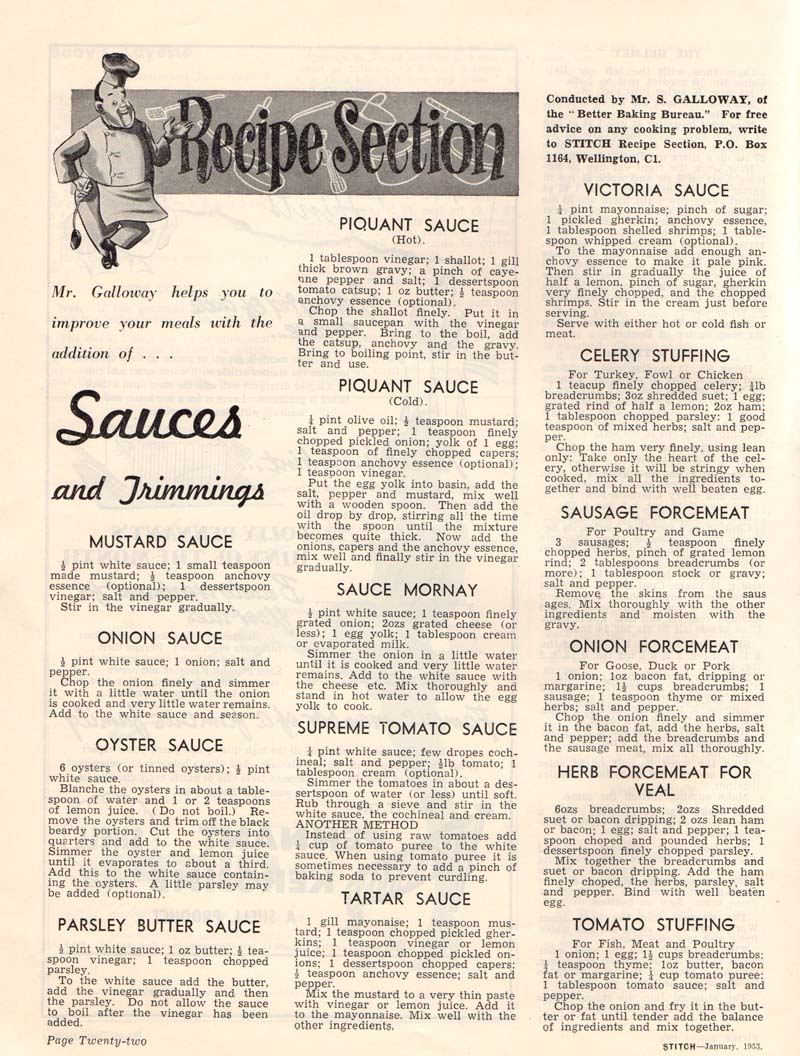 Recipe Section
Mr. Galloway helps you to
improve your meals with the
addition of . . .
Sauces
and Trimmings
MUSTARD SAUCE
½ pint white sauce; 1 small teaspoon
made mustard; ½ teaspoon anchovy
essence (optional); 1 dessertspoon
vinegar; salt and pepper.
Stir in the vinegar gradually.
ONION SAUCE
½ pint white sauce; 1 onion; salt and
pepper.
Chop the onion finely and simmer
it with a little water until the onion
is cooked and very little water remains.
Add to the white sauce and season.
OYSTER SAUCE
6 oysters (or tinned oysters); ½ pint
white sauce.
Blanche the oysters in about a table-
spoon of water and 1 or 2 teaspoons
of lemon juice. (Do not boil.) Re-
move the oysters and trim off the black
beardy portion. Cut the oysters into
quarters and add to the white sauce.
Simmer the oyster and lemon juice
until it evaporates to about a third.
Add this to the white sauce contain-
ing the oysters. A little parsley may
be added (optional).
PARSLEY BUTTER SAUCE
½ pint white sauce; 1 oz butter; ½ tea-
spoon vinegar; 1 teaspoon chopped
parsley.
To the white sauce add the butter,
add the vinegar gradually and then
the parsley. Do not allow the sauce
to boil after the vinegar has been
added.
Page Twenty-two
PIQUANT SAUCE
(Hot).
1 tablespoon vinegar; 1 shallot; 1 gill
thick brown gravy; a pinch of caye-
nne pepper and salt; 1 dessertspoon
tomato catsup; 1 oz butter; ½ teaspoon
anchovy essence (optional).
Chop the shallot finely. Put it in
a small saucepan with the vinegar
and pepper. Bring to the boil, add
the catsup, anchovy and the gravy.
Bring to boiling point, stir in the but-
ter and use.
PIQUANT SAUCE
(Cold).
¼ pint olive oil; ½ teaspoon mustard;
salt and pepper; 1 teaspoon finely
chopped pickled onion; yolk of 1 egg;
1 teaspoon of finely chopped capers;
1 teaspoon anchovy essence (optional);
1 teaspoon vinegar.
Put the egg yolk into basin, add the
salt, pepper and mustard, mix well
with a wooden spoon. Then add the
oil drop by drop, stirring all the time
with the spoon until the mixture
becomes quite thick. Now add the
onions, capers and the anchovy essence,
mix well and finally stir in the vinegar
gradually.
SAUCE MORNAY
½ pint white sauce; 1 teaspoon finely
grated onion; 2ozs grated cheese (or
less); 1 egg yolk; 1 tablespoon cream
or evaporated milk.
Simmer the onion in a little water
until it is cooked and very little water
remains. Add to the white sauce with
the cheese etc. Mix thoroughly and
stand in hot water to allow the egg
yolk to cook.
SUPREME TOMATO SAUCE
¼ pint white sauce; few dropes coch-
ineal; salt and pepper; ½lb tomato; 1
tablespoon cream (optional).
Simmer the tomatoes in about a des-
sertspoon of water (or less) until soft.
Rub through a sieve and stir in the
white sauce, the cochineal and cream.
ANOTHER METHOD
Instead of using raw tomatoes add
¼ cup of tomato puree to the white
sauce. When using tomato puree it is
sometimes necessary to add a pinch of
baking soda to prevent curdling.
TARTAR SAUCE
1 gill mayonaise; 1 teaspoon mus-
tard; 1 teaspoon chopped pickled gher-
kins; 1 teaspoon vinegar or lemon
juice; 1 teaspoon chopped pickled on-
ions; 1 dessertspoon chopped capers;
½ teaspoon anchovy essence; salt and
pepper.
Mix the mustard to a very thin paste
with vinegar or lemon juice. Add it
to the mayonnaise. Mix well with the
other ingredients.
Conducted by Mr. S. GALLOWAY, of
the "Better Baking Bureau." For free
advice on any cooking problem, write
to STITCH Recipe Section, P.O. Box
1164, Wellington, C1.
VICTORIA SAUCE
¼ pint mayonnaise; pinch of sugar;
1 pickled gherkin; anchovy essence,
1 tablespoon shelled shrimps; 1 table-
spoon whipped cream (optional).
To the mayonnaise add enough an-
chovy essence to make it pale pink.
Then stir in gradually the juice of
half a lemon, pinch of sugar, gherkin
very finely chopped, and the chopped
shrimps. Stir in the cream just before
serving.
Serve with either hot or cold fish or
meat.
CELERY STUFFING
For Turkey, Fowl or Chicken
1 teacup finely chopped celery; ¼lb
breadcrumbs; 3oz shredded suet; 1 egg;
grated rind of half a lemon; 2oz ham;
1 tablespoon chopped parsley; 1 good
teaspoon of mixed herbs; salt and pep-
per.
Chop the ham very finely, using lean
only: Take only the heart of the cel-
ery, otherwise it will be stringy when
cooked, mix all the ingredients to-
gether and bind with well beaten egg.
SAUSAGE FORCEMEAT
For Poultry and Game
3 sausages; ½ teaspoon finely
chopped herbs, pinch of grated lemon
rind; 2 tablespoons breadcrumbs (or
more); 1 tablespoon stock or gravy;
salt and pepper.
Remove the skins from the saus
ages. Mix thoroughly with the other
ingredients and moisten with the
gravy.
ONION FORCEMEAT
For Goose, Duck or Pork
1 onion; 1oz bacon fat, dripping or
margarine; 1½ cups breadcrumbs; 1
sausage; 1 teaspoon thyme or mixed
herbs; salt and pepper.
Chop the onion finely and simmer
it in the bacon fat, add the herbs, salt
and pepper; add the breadcrumbs and
the sausage meat, mix all thoroughly.
HERB FORCEMEAT FOR
VEAL
6ozs breadcrumbs; 2ozs Shredded
suet or bacon dripping; 2 ozs lean ham
or bacon; 1 egg; salt and pepper; 1 tea-
spoon choped and pounded herbs; 1
dessertspoon finely chopped parsley.
Mix together the breaderumbs and
suet or bacon dripping. Add the ham
finely choped, the herbs, parsley, salt
and pepper. Bind with well beaten
egg.
TOMATO STUFFING
For Fish, Meat and Poultry
1 onion; 1 egg; 1½ cups breadcrumbs;
½ teaspoon thyme; 1oz butter, bacon
fat or margarine; ¼ cup tomato puree;
1 tablespoon tomato sauce; salt and
pepper.
Chop the onion and fry it in the but-
ter or fat until tender add the balance
of ingredients and mix together.
STITCH—January, 1953.